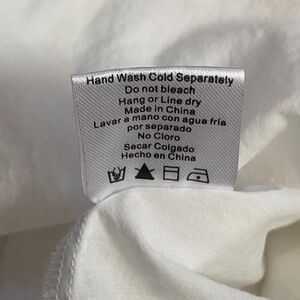 Hand Wash Cold Separately
Do not bleach
Hang or Line dry
Made in China
Lavar a mano con agua fría
por separado
No Cloro
Secar Colgado
Hecho en China